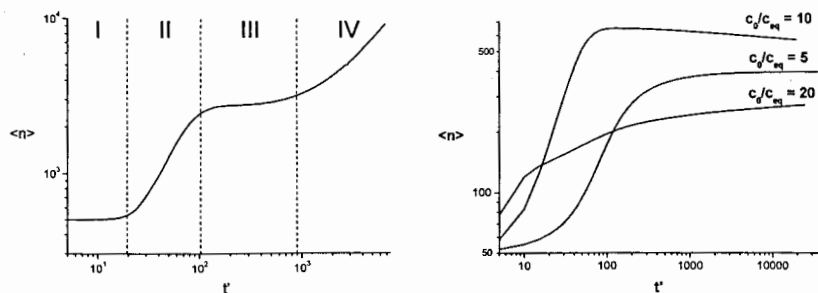 I II III IV
10⁴
10³
<n>
10¹ 10² 10³
t'
c₀/c_eq = 10
c₀/c_eq = 5
c₀/c_eq = 20
500
100
50
<n>
10 100 1000 10000
t'